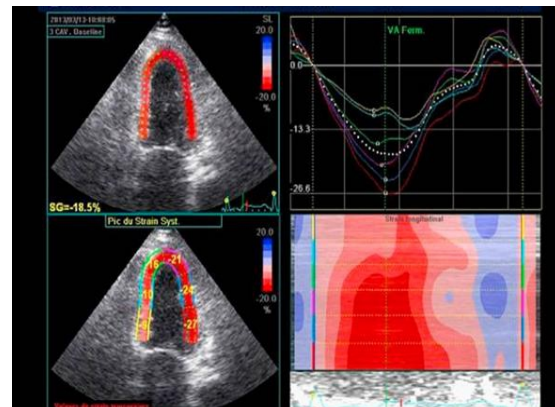 2013/03/13-10:08:05
3 CAV, Baseline
SL
20.0
-20.0
%
SG=-18.5%
VA Ferm.
0.0
-13.3
-26.6
Pic du Strain Syst.
20.0
-20.0
%
-16
-21
-10
-24
-27
Strain longitudinal